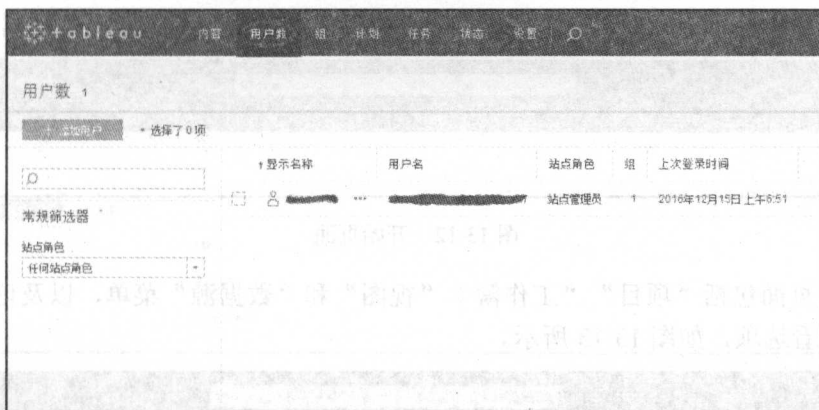 tableau 内容 用户数 组 计划 任务 状态 设置
用户数 1
添加用户 选择了 0 项
↑显示名称 用户名 站点角色 组 上次登录时间
站点管理员 1 2016年12月15日 上午6:51
常规筛选器
站点角色
任何站点角色